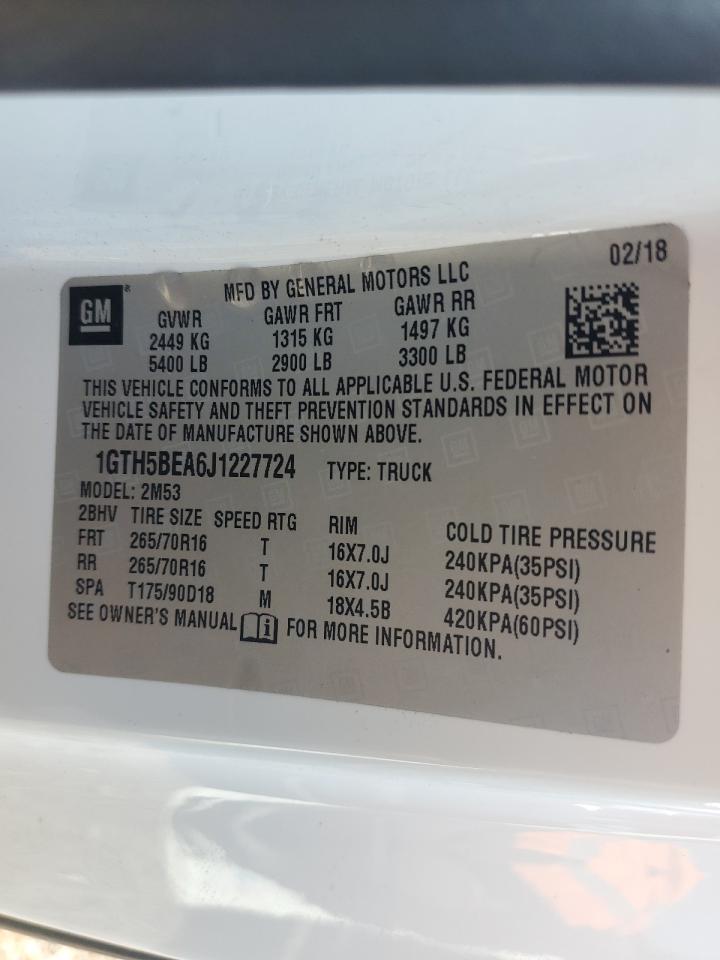 02/18
GM® MFD BY GENERAL MOTORS LLC
GVWR GAWR FRT GAWR RR
2449 KG 1315 KG 1497 KG
5400 LB 2900 LB 3300 LB
THIS VEHICLE CONFORMS TO ALL APPLICABLE U.S. FEDERAL MOTOR
VEHICLE SAFETY AND THEFT PREVENTION STANDARDS IN EFFECT ON
THE DATE OF MANUFACTURE SHOWN ABOVE.
1GTH5BEA6J1227724 TYPE: TRUCK
MODEL: 2M53
2BHV TIRE SIZE SPEED RTG RIM COLD TIRE PRESSURE
FRT 265/70R16 T 16X7.0J 240KPA(35PSI)
RR 265/70R16 T 16X7.0J 240KPA(35PSI)
SPA T175/90D18 M 18X4.5B 420KPA(60PSI)
SEE OWNER'S MANUAL FOR MORE INFORMATION.